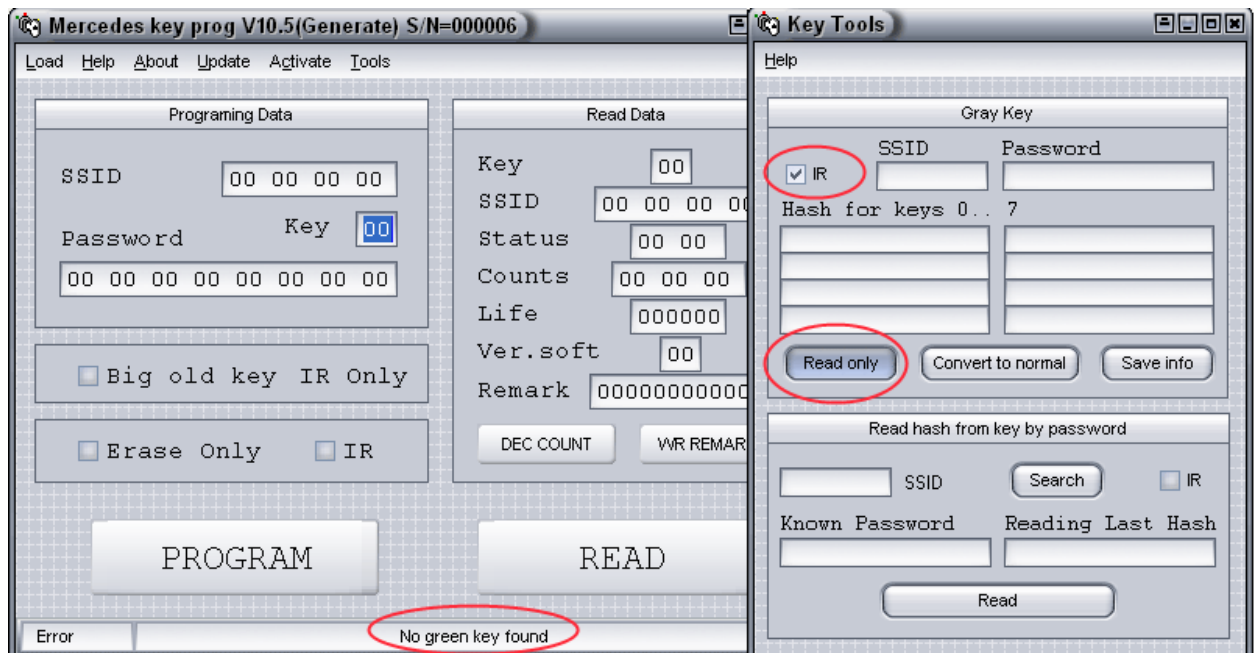 Mercedes key prog V10.5(Generate) S/N=000006
Load Help About Update Activate Tools
Programing Data
SSID 00 00 00 00
Key 00
Password
00 00 00 00 00 00 00 00
Big old key IR Only
Erase Only IR
PROGRAM
Read Data
Key 00
SSID 00 00 00 0
Status 00 00
Counts 00 00 00
Life 000000
Ver.soft 00
Remark 00000000000
DEC COUNT WR REMAR
READ
Error No green key found
Key Tools
Help
Gray Key
SSID Password
IR
Hash for keys 0.. 7
Read only Convert to normal Save info
Read hash from key by password
SSID Search IR
Known Password Reading Last Hash
Read